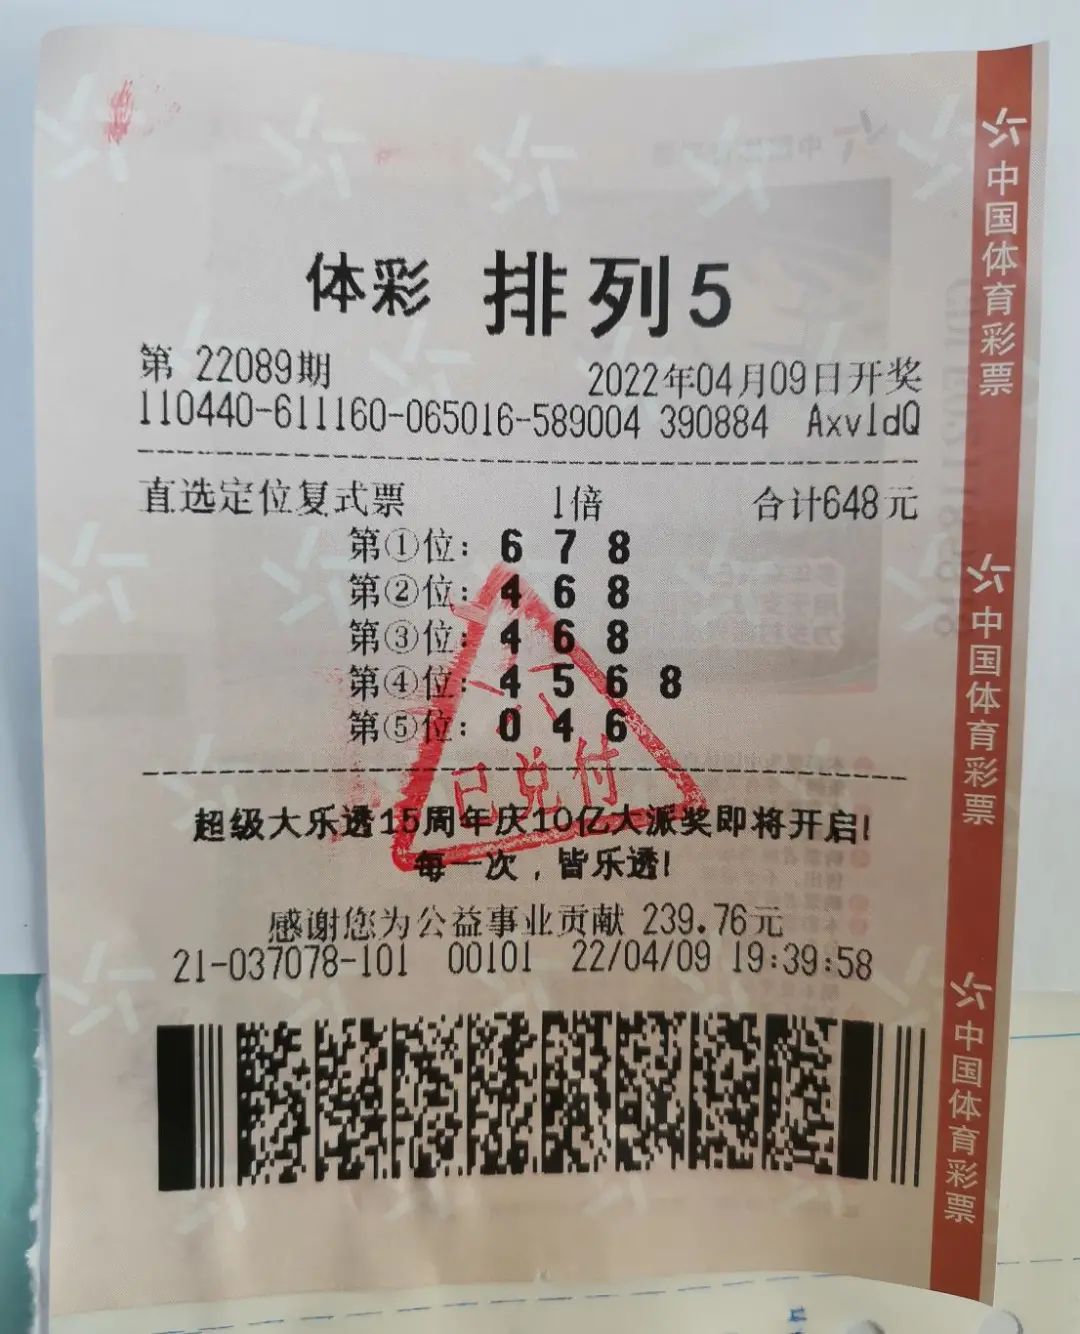 体彩 排列5
第 22089期 2022年04月09日开奖
110440-611160-065016-589004 390884 AxvldQ
直选定位复式票 1倍 合计648元
第①位: 6 7 8
第②位: 4 6 8
第③位: 4 6 8
第④位: 4 5 6 8
第⑤位: 0 4 6
已兑付
超级大乐透15周年庆10亿大派奖即将开启!
每一次,皆乐透!
感谢您为公益事业贡献 239.76元
21-037078-101 00101 22/04/09 19:39:58
中国体育彩票
中国体育彩票
中国体育彩票